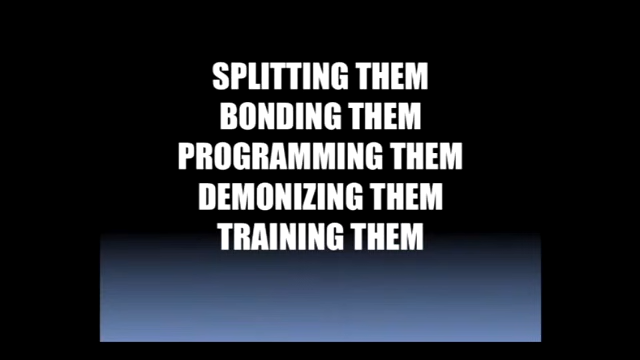 SPLITTING THEM
BONDING THEM
PROGRAMMING THEM
DEMONIZING THEM
TRAINING THEM